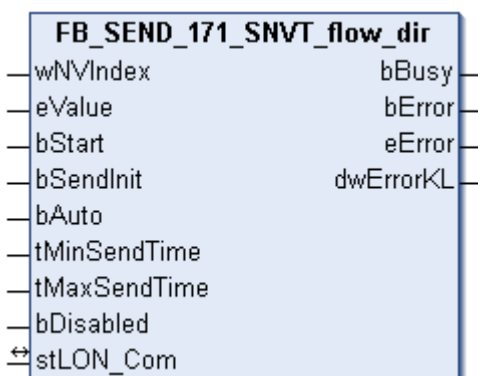 FB_SEND_171_SNVT_flow_dir
wNVIndex bBusy
eValue bError
bStart eError
bSendInit dwErrorKL
bAuto
tMinSendTime
tMaxSendTime
bDisabled
stLON_Com